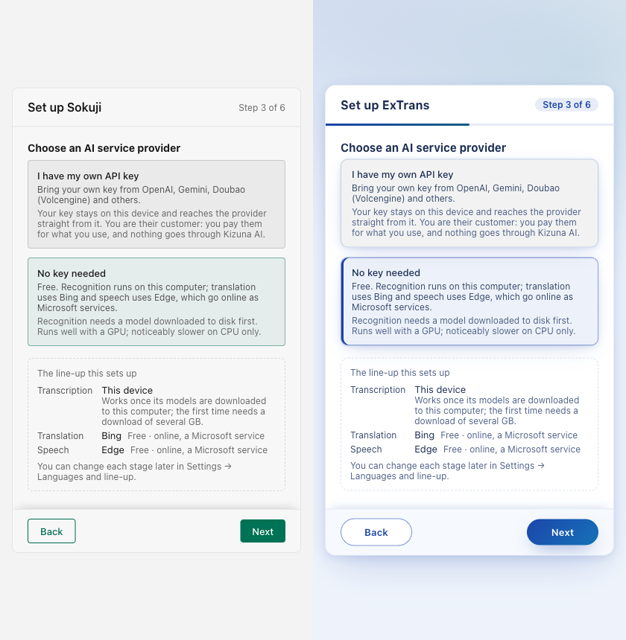 Set up Sokuji
Step 3 of 6
Choose an AI service provider
I have my own API key
Bring your own key from OpenAI, Gemini, Doubao
(Volcengine) and others.
Your key stays on this device and reaches the provider
straight from it. You are their customer: you pay them
for what you use, and nothing goes through Kizuna AI.
No key needed
Free. Recognition runs on this computer; translation
uses Bing and speech uses Edge, which go online as
Microsoft services.
Recognition needs a model downloaded to disk first.
Runs well with a GPU; noticeably slower on CPU only.
The line-up this sets up
Transcription This device
Works once its models are downloaded
to this computer; the first time needs a
download of several GB.
Translation Bing Free · online, a Microsoft service
Speech Edge Free · online, a Microsoft service
You can change each stage later in Settings →
Languages and line-up.
Back
Next
Set up ExTrans
Step 3 of 6
Choose an AI service provider
I have my own API key
Bring your own key from OpenAI, Gemini, Doubao
(Volcengine) and others.
Your key stays on this device and reaches the provider
straight from it. You are their customer: you pay them
for what you use, and nothing goes through Kizuna AI.
No key needed
Free. Recognition runs on this computer; translation
uses Bing and speech uses Edge, which go online as
Microsoft services.
Recognition needs a model downloaded to disk first.
Runs well with a GPU; noticeably slower on CPU only.
The line-up this sets up
Transcription This device
Works once its models are downloaded
to this computer; the first time needs a
download of several GB.
Translation Bing Free · online, a Microsoft service
Speech Edge Free · online, a Microsoft service
You can change each stage later in Settings →
Languages and line-up.
Back
Next